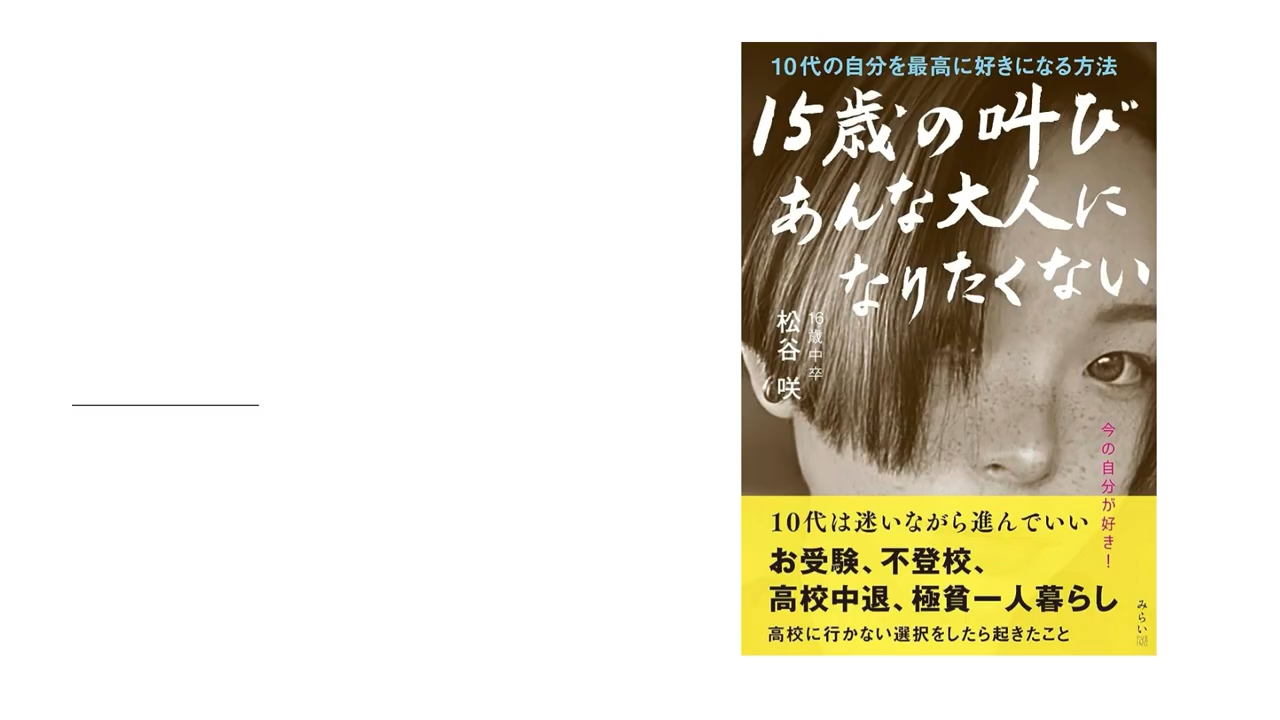 10代の自分を最高に好きになる方法
15歳の叫び
あんな大人に
なりたくない
16歳中卒
松谷 咲
今の自分が好き!
10代は迷いながら進んでいい
お受験、不登校、
高校中退、極貧一人暮らし
高校に行かない選択をしたら起きたこと
みらい